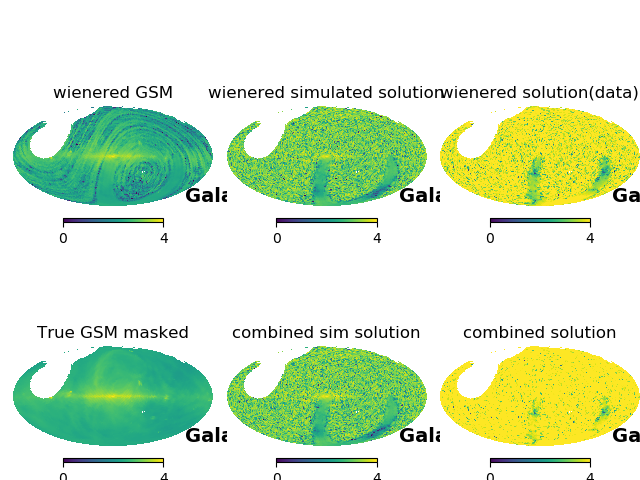 wienered GSM
wienered simulated solution
wienered solution(data)
Gala
Gala
Ga
0 4
0 4
0 4
True GSM masked
combined sim solution
combined solution
Gala
Gala
Ga
0 4
0 4
0 4